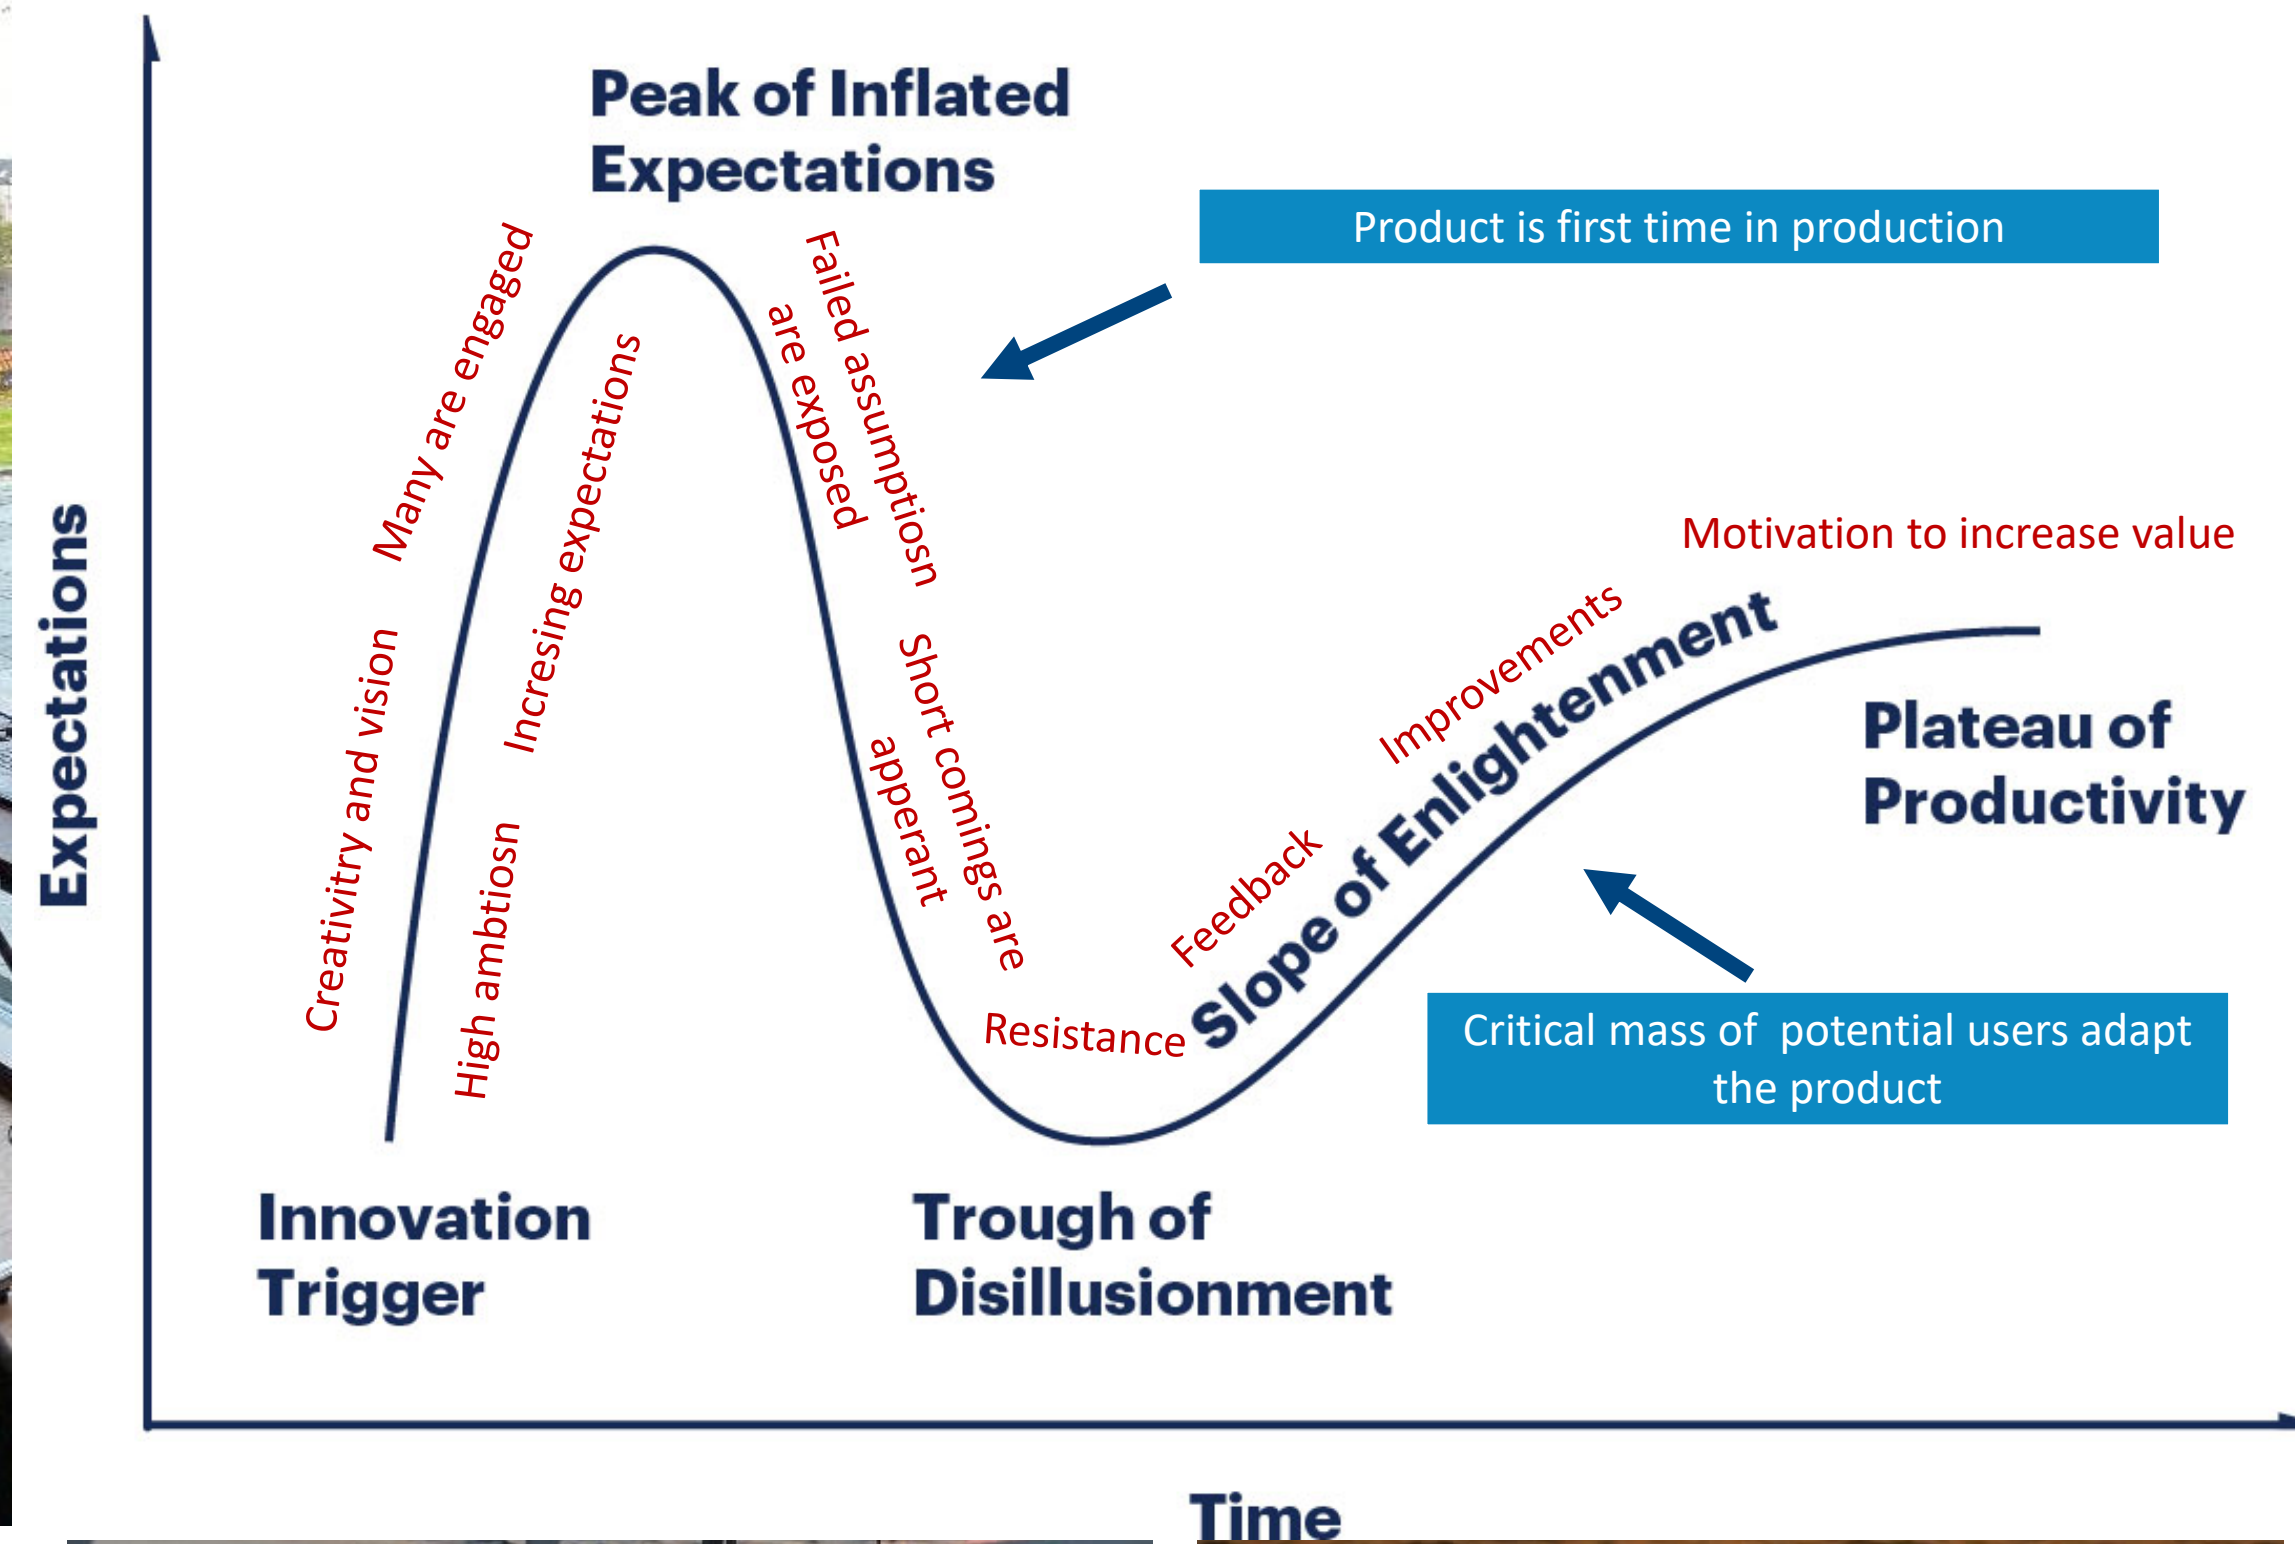 Peak of Inflated
Expectations
Product is first time in production
Many are engaged
Increasing expectations
Failed assumptiosn
are exposed
Motivation to increase value
Expectations
Creativitry and vision
High ambtiosn
Short comings are
apperant
Resistance
Feedback
Improvements
Slope of Enlightenment
Plateau of
Productivity
Critical mass of  potential users adapt
the product
Innovation
Trigger
Trough of
Disillusionment
Time